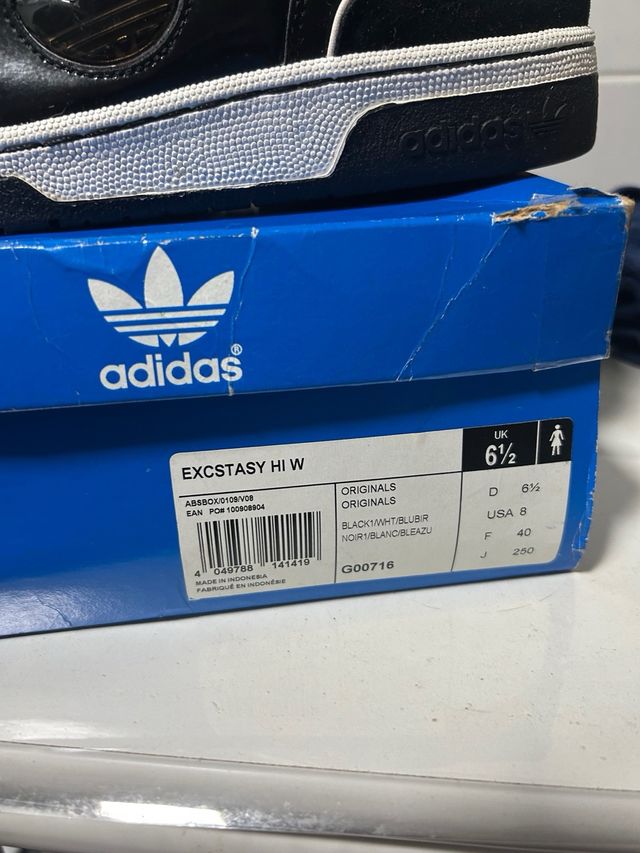 adidas
adidas®
EXCSTASY HI W
UK
6½
ABSBOX/0109/V08
EAN PO# 100908904
4 049788 141419
MADE IN INDONESIA
FABRIQUÉ EN INDONÉSIE
ORIGINALS
ORIGINALS
BLACK1/WHT/BLUBIR
NOIR1/BLANC/BLEAZU
G00716
D 6½
USA 8
F 40
J 250